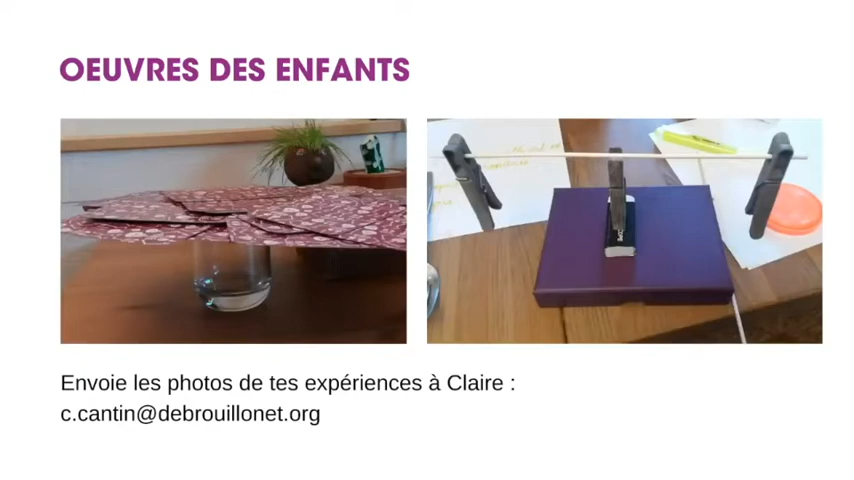 OEUVRES DES ENFANTS
Envoie les photos de tes expériences à Claire :
c.cantin@debrouillonet.org